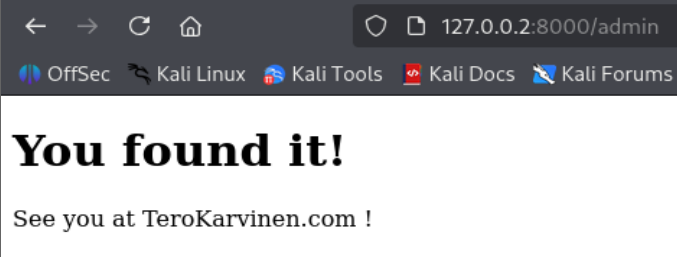 127.0.0.2:8000/admin
OffSec Kali Linux Kali Tools Kali Docs Kali Forums
You found it!
See you at TeroKarvinen.com !